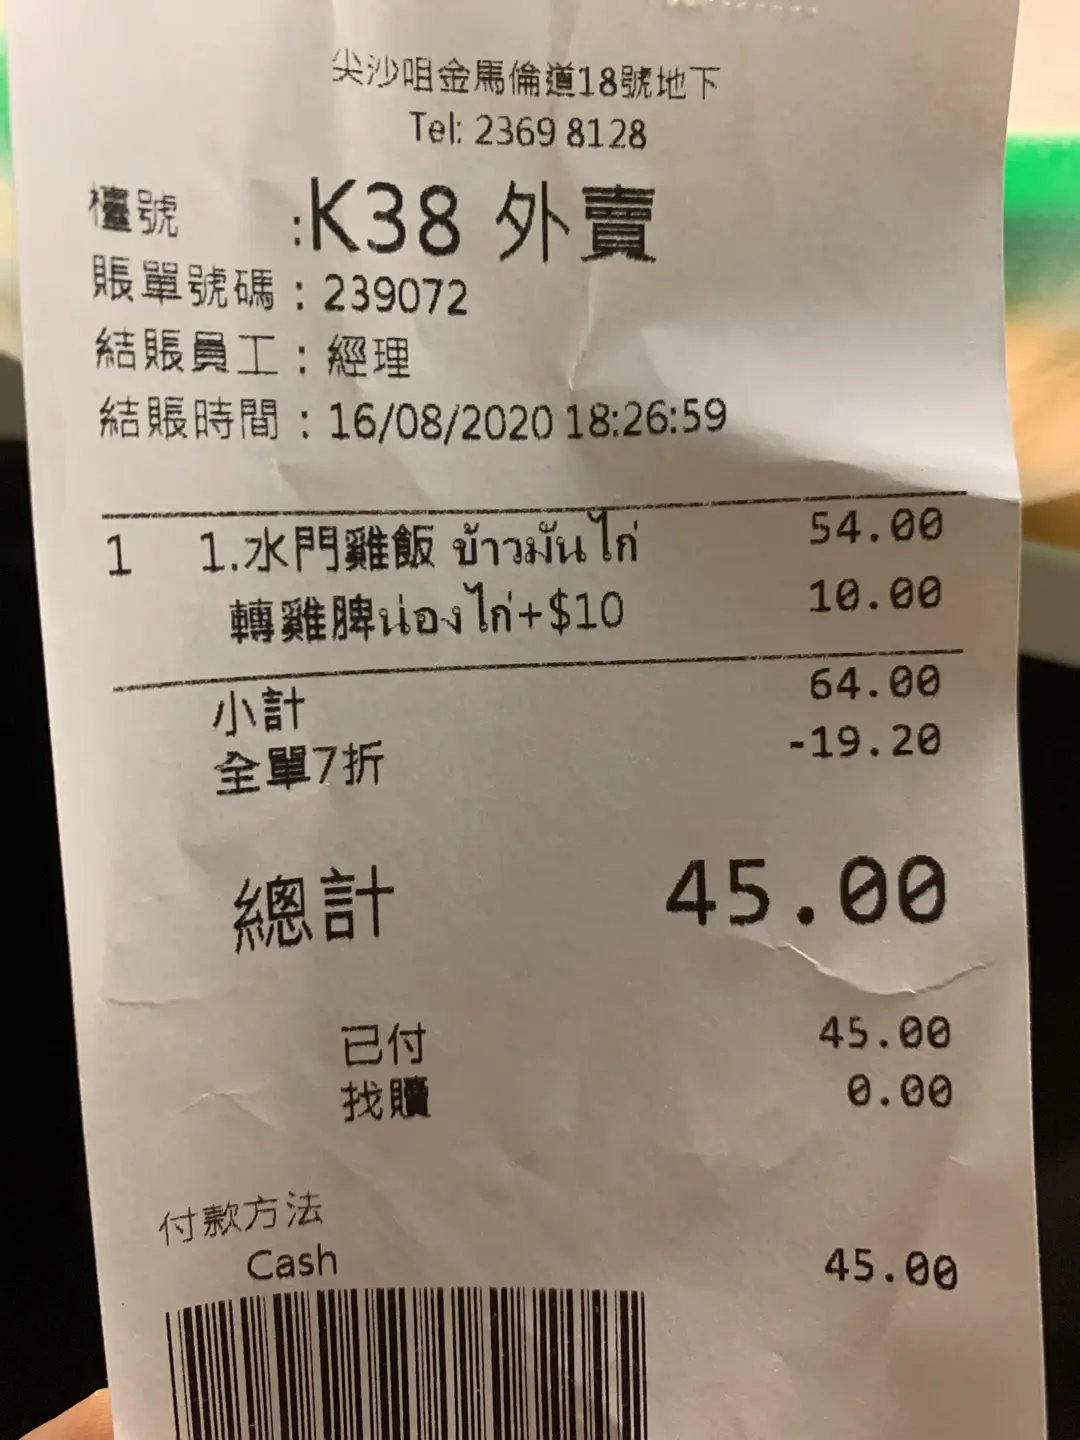 尖沙咀金馬倫道18號地下
Tel: 2369 8128
檯號 :K38 外賣
賬單號碼 : 239072
結賬員工 : 經理
結賬時間 : 16/08/2020 18:26:59
1 1.水門雞飯 ข้าวมันไก่ 54.00
轉雞髀น่องไก่+$10 10.00
小計 64.00
全單7折 -19.20
總計 45.00
已付 45.00
找贖 0.00
付款方法
Cash 45.00